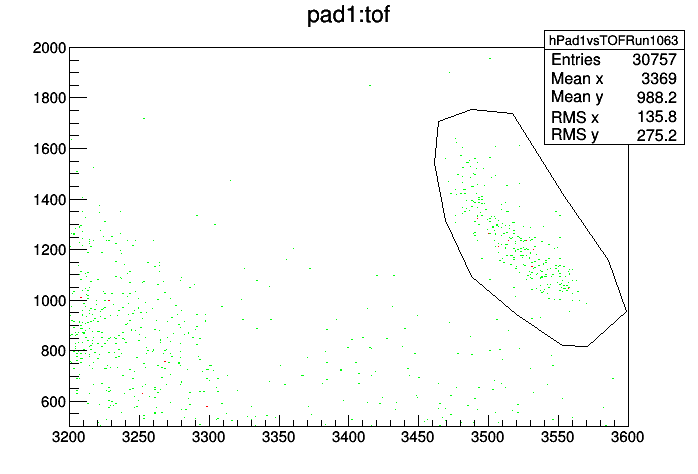 pad1:tof
hPad1vsTOFRun1063
Entries 30757
Mean x 3369
Mean y 988.2
RMS x 135.8
RMS y 275.2
2000
1800
1600
1400
1200
1000
800
600
3200 3250 3300 3350 3400 3450 3500 3550 3600